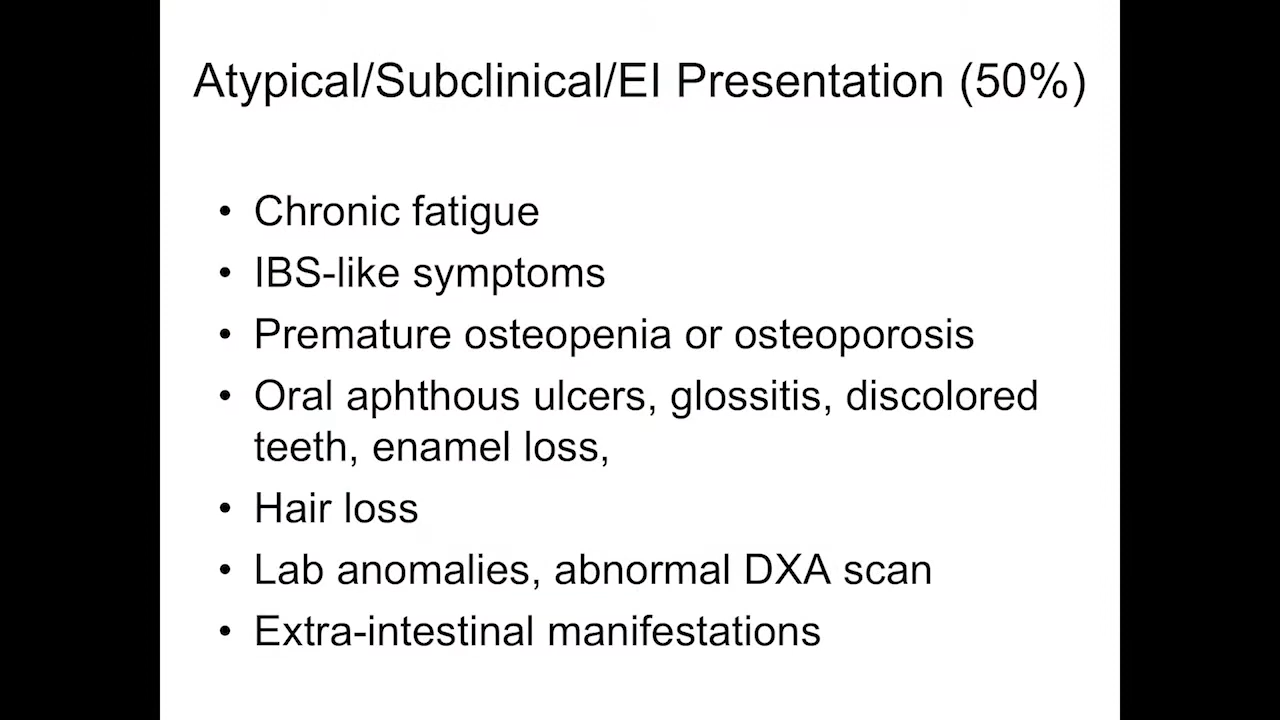 Atypical/Subclinical/EI Presentation (50%)
• Chronic fatigue
• IBS-like symptoms
• Premature osteopenia or osteoporosis
• Oral aphthous ulcers, glossitis, discolored
teeth, enamel loss,
• Hair loss
• Lab anomalies, abnormal DXA scan
• Extra-intestinal manifestations